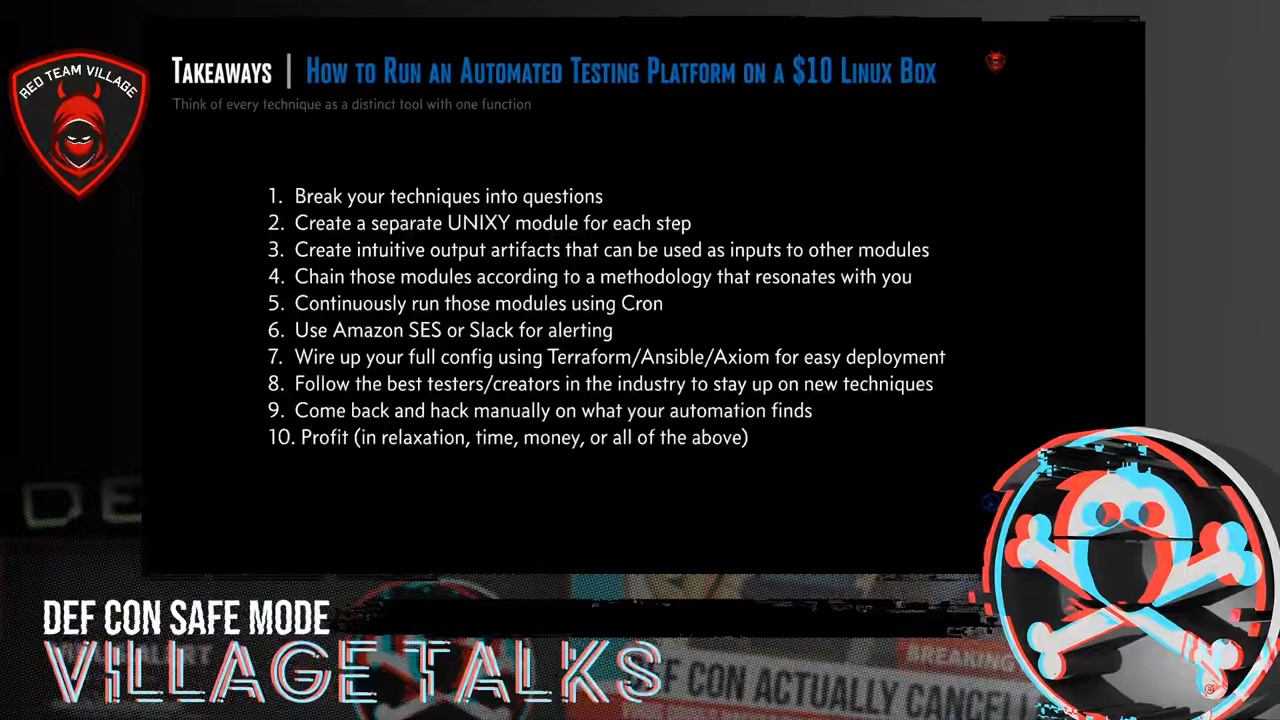 RED TEAM VILLAGE
TAKEAWAYS | HOW TO RUN AN AUTOMATED TESTING PLATFORM ON A $10 LINUX BOX
Think of every technique as a distinct tool with one function
1. Break your techniques into questions
2. Create a separate UNIXY module for each step
3. Create intuitive output artifacts that can be used as inputs to other modules
4. Chain those modules according to a methodology that resonates with you
5. Continuously run those modules using Cron
6. Use Amazon SES or Slack for alerting
7. Wire up your full config using Terraform/Ansible/Axiom for easy deployment
8. Follow the best testers/creators in the industry to stay up on new techniques
9. Come back and hack manually on what your automation finds
10. Profit (in relaxation, time, money, or all of the above)
DE
DEF CON SAFE MODE
VILLAGE TALKS
BREAKIN
EF CON ACTUALLY CANCELL